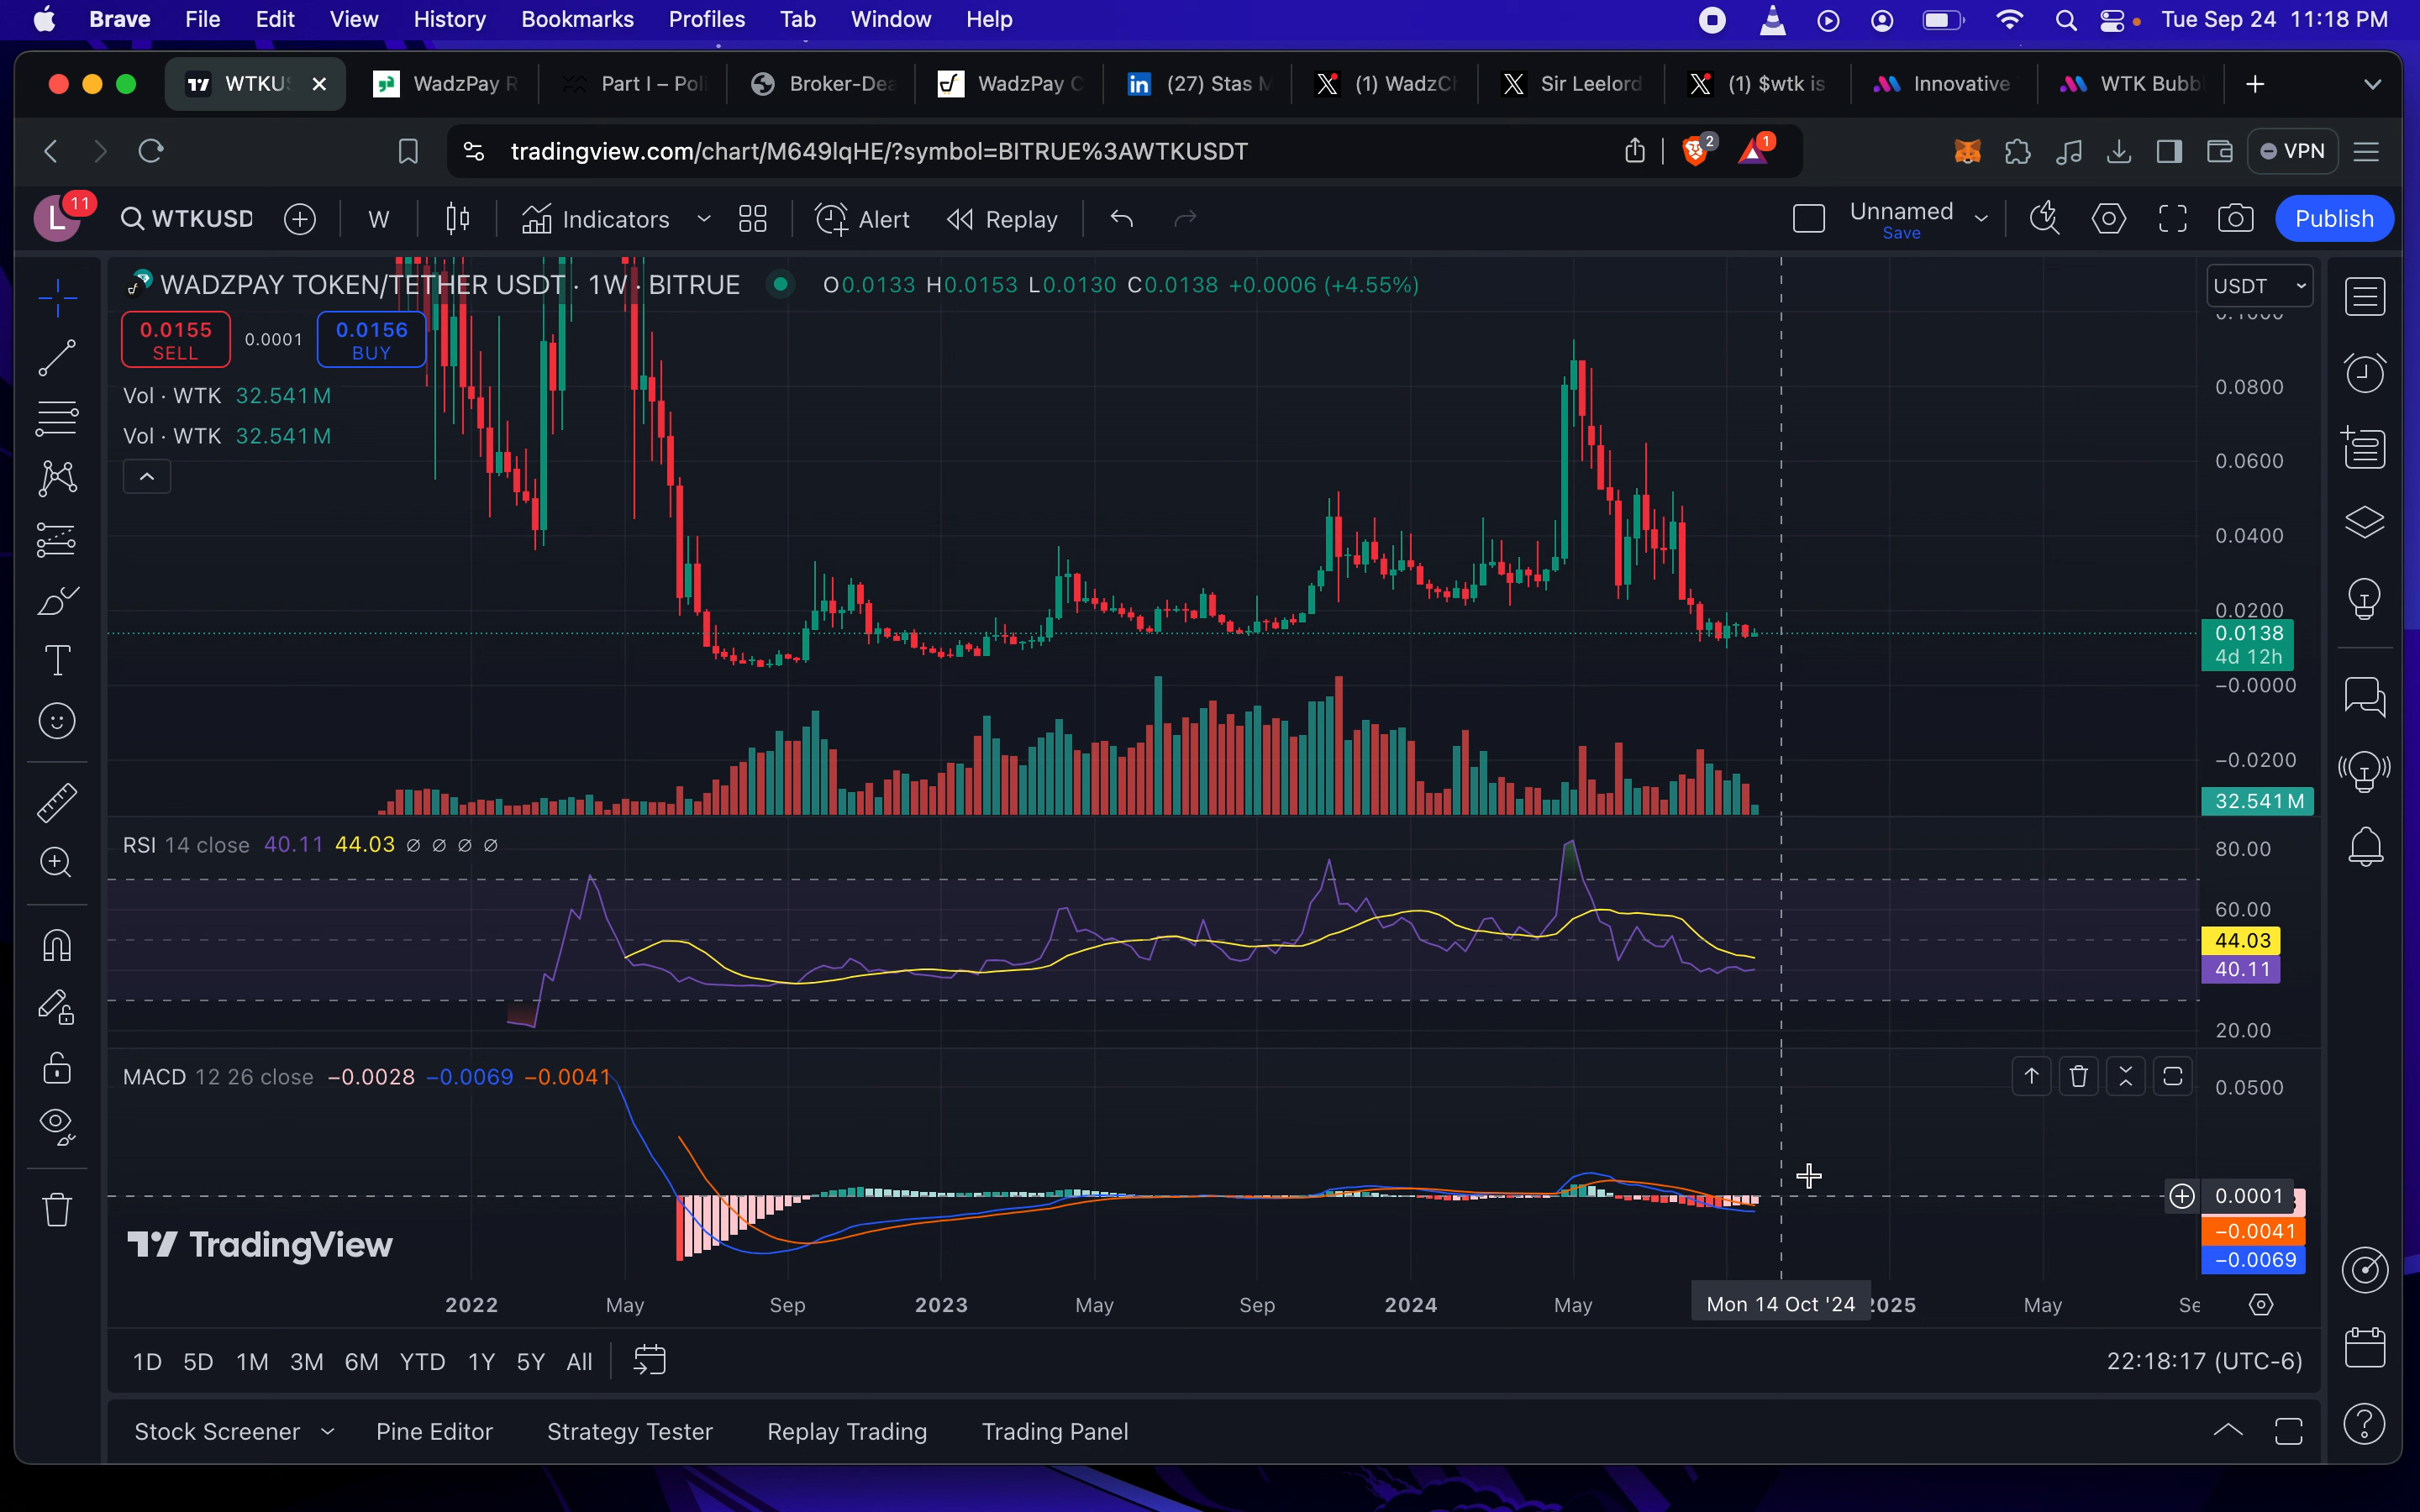 Brave File Edit View History Bookmarks Profiles Tab Window Help Tue Sep 24 11:18 PM
WTKUS WadzPay R Part I – Poli Broker-Dea WadzPay C (27) Stas M (1) WadzCh Sir Leelord (1) $wtk is Innovative WTK Bubb
tradingview.com/chart/M649lqHE/?symbol=BITRUE%3AWTKUSDT 2 1 VPN
L 11 WTKUSD W Indicators Alert Replay Unnamed Save Publish
WADZPAY TOKEN/TETHER USDT · 1W · BITRUE O0.0133 H0.0153 L0.0130 C0.0138 +0.0006 (+4.55%) USDT
0.0155 SELL 0.0001 0.0156 BUY
Vol · WTK 32.541 M
Vol · WTK 32.541 M
0.1000
0.0800
0.0600
0.0400
0.0200
0.0138
4d 12h
−0.0000
−0.0200
32.541 M
RSI 14 close 40.11 44.03 ∅ ∅ ∅ ∅
80.00
60.00
44.03
40.11
20.00
MACD 12 26 close −0.0028 −0.0069 −0.0041
0.0500
0.0001
−0.0041
−0.0069
TradingView
2022 May Sep 2023 May Sep 2024 May Mon 14 Oct '24 2025 May Se
1D 5D 1M 3M 6M YTD 1Y 5Y All 22:18:17 (UTC-6)
Stock Screener Pine Editor Strategy Tester Replay Trading Trading Panel